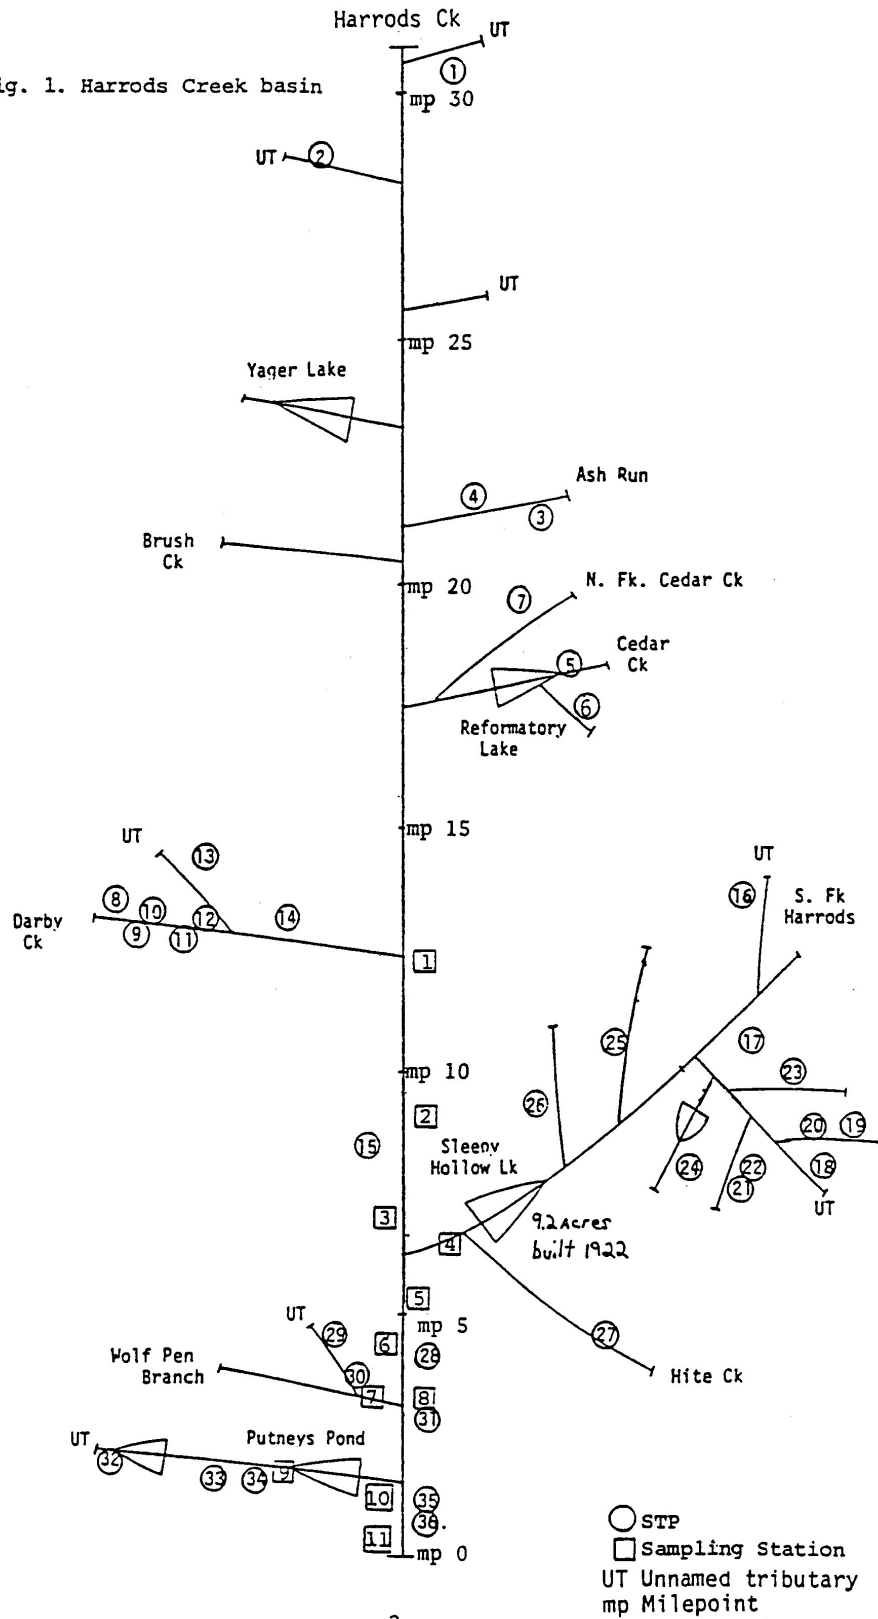 Harrods Ck
UT
1
ig. 1. Harrods Creek basin
mp 30
UT 2
UT
mp 25
Yager Lake
Ash Run
4
3
Brush
Ck
mp 20
N. Fk. Cedar Ck
7
Cedar
Ck
5
6
Reformatory
Lake
mp 15
UT
13
UT
16
S. Fk
Harrods
8
10
12
14
Darby
Ck
9
11
1
17
25
mp 10
23
26
2
15
20
19
Sleepy
Hollow Lk
24
22
18
21
UT
3
9.2 Acres
built 1922
4
5
mp 5
UT
29
6
28
27
Wolf Pen
Branch
30
7
8
Hite Ck
31
UT
Putneys Pond
32
33
34
9
10
35
36.
11
mp 0
STP
Sampling Station
UT Unnamed tributary
mp Milepoint